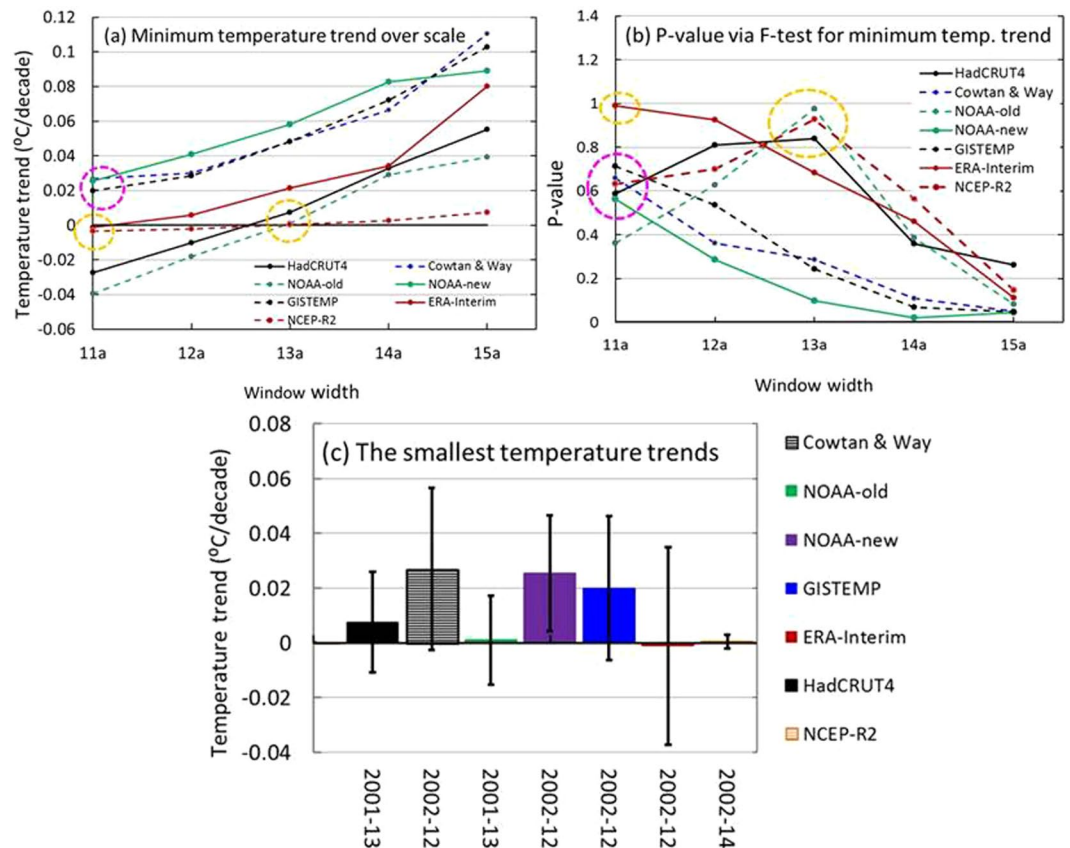 (a) Minimum temperature trend over scale
Temperature trend (⁰C/decade)
0.12
0.1
0.08
0.06
0.04
0.02
0
-0.02
-0.04
-0.06
HadCRUT4
Cowtan & Way
NOAA-old
NOAA-new
GISTEMP
ERA-Interim
NCEP-R2
11a 12a 13a 14a 15a
Window width
(b) P-value via F-test for minimum temp. trend
P-value
1.4
1.2
1
0.8
0.6
0.4
0.2
0
HadCRUT4
Cowtan & Way
NOAA-old
NOAA-new
GISTEMP
ERA-Interim
NCEP-R2
11a 12a 13a 14a 15a
Window width
(c) The smallest temperature trends
Temperature trend (⁰C/decade)
0.08
0.06
0.04
0.02
0
-0.02
-0.04
2001-13
2002-12
2001-13
2002-12
2002-12
2002-12
2002-14
Cowtan & Way
NOAA-old
NOAA-new
GISTEMP
ERA-Interim
HadCRUT4
NCEP-R2